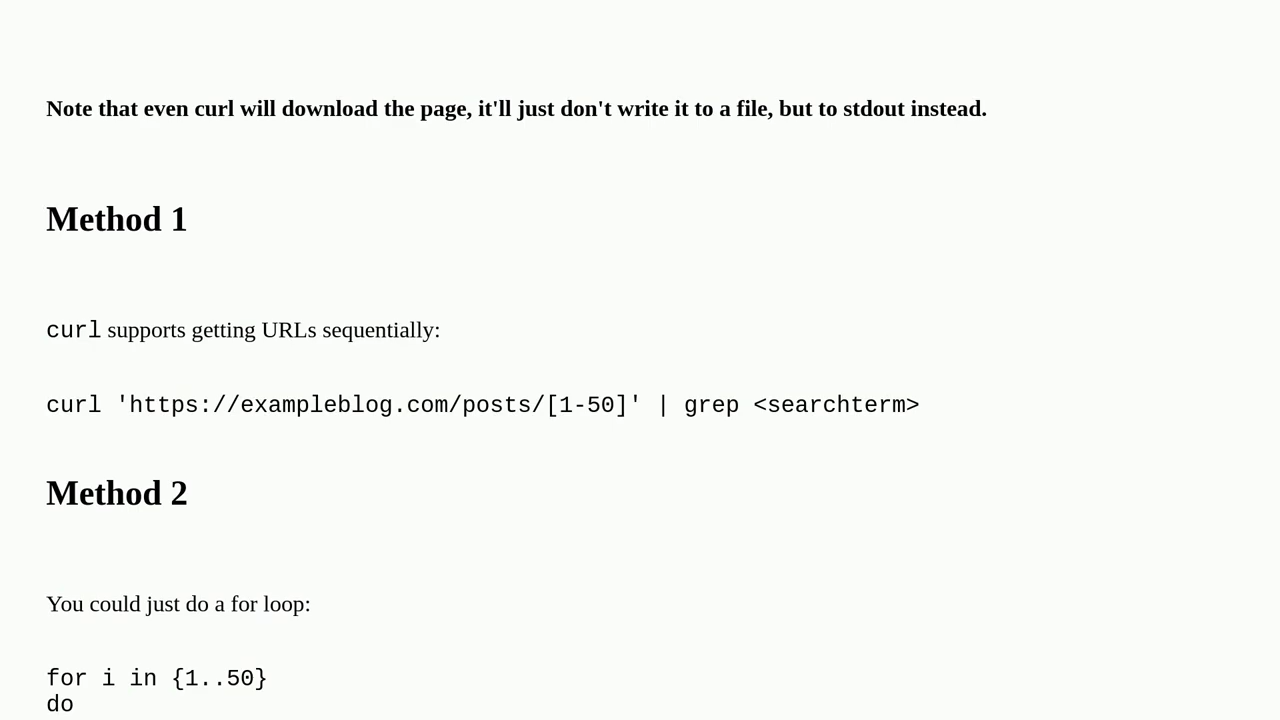 Note that even curl will download the page, it'll just don't write it to a file, but to stdout instead.
Method 1
curl supports getting URLs sequentially:
curl 'https://exampleblog.com/posts/[1-50]' | grep <searchterm>
Method 2
You could just do a for loop:
for i in {1..50}
do